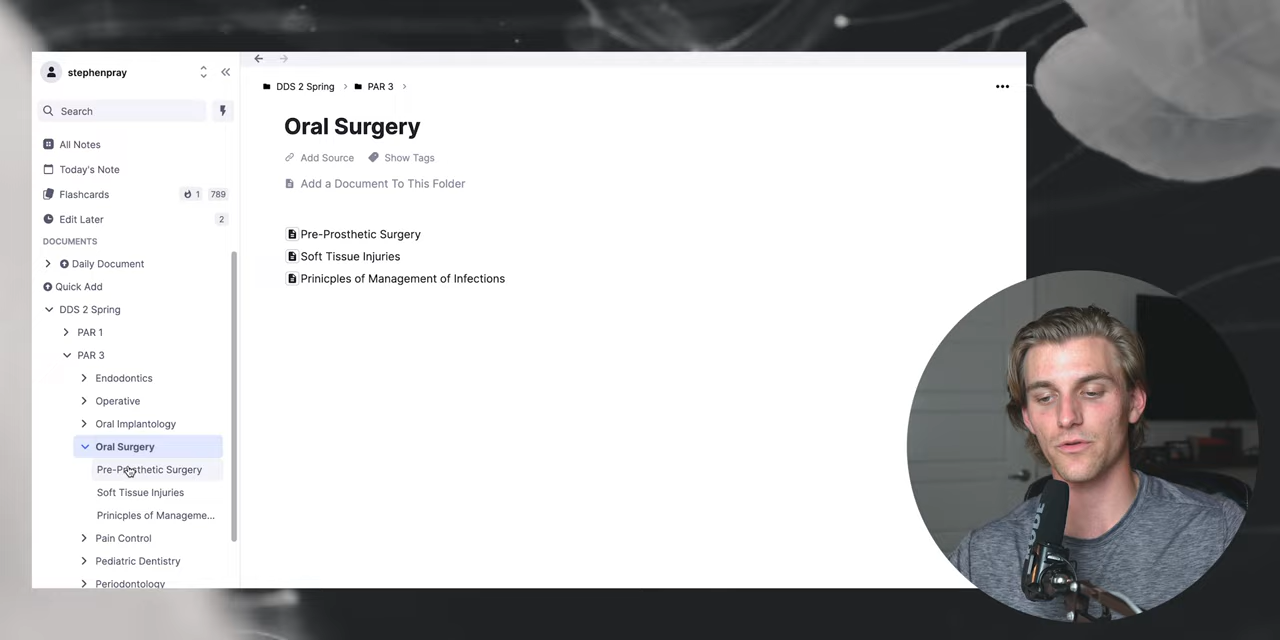 stephenpray
Search
All Notes
Today's Note
Flashcards
1
789
Edit Later
2
DOCUMENTS
Daily Document
Quick Add
DDS 2 Spring
PAR 1
PAR 3
Endodontics
Operative
Oral Implantology
Oral Surgery
Pre-Prosthetic Surgery
Soft Tissue Injuries
Prinicples of Manageme...
Pain Control
Pediatric Dentistry
Periodontology
DDS 2 Spring
PAR 3
Oral Surgery
Add Source
Show Tags
Add a Document To This Folder
Pre-Prosthetic Surgery
Soft Tissue Injuries
Prinicples of Management of Infections